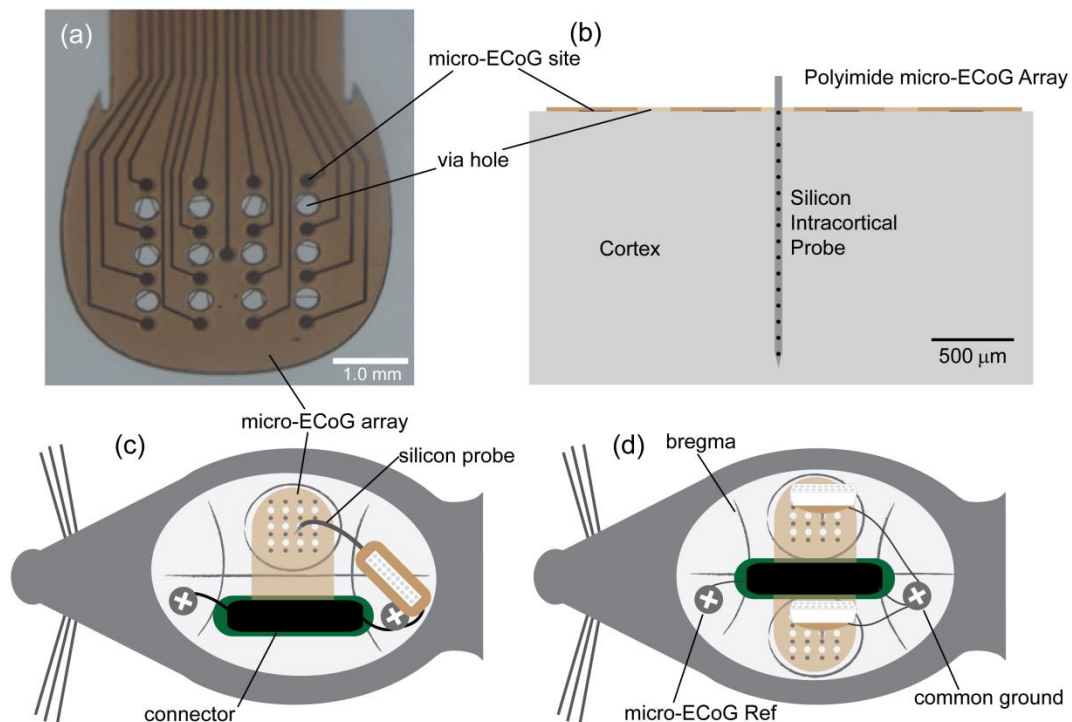 (a)
micro-ECoG site
via hole
1.0 mm
(b)
Polyimide micro-ECoG Array
Silicon
Intracortical
Probe
Cortex
500 μm
micro-ECoG array
(c)
silicon probe
connector
(d)
bregma
micro-ECoG Ref
common ground